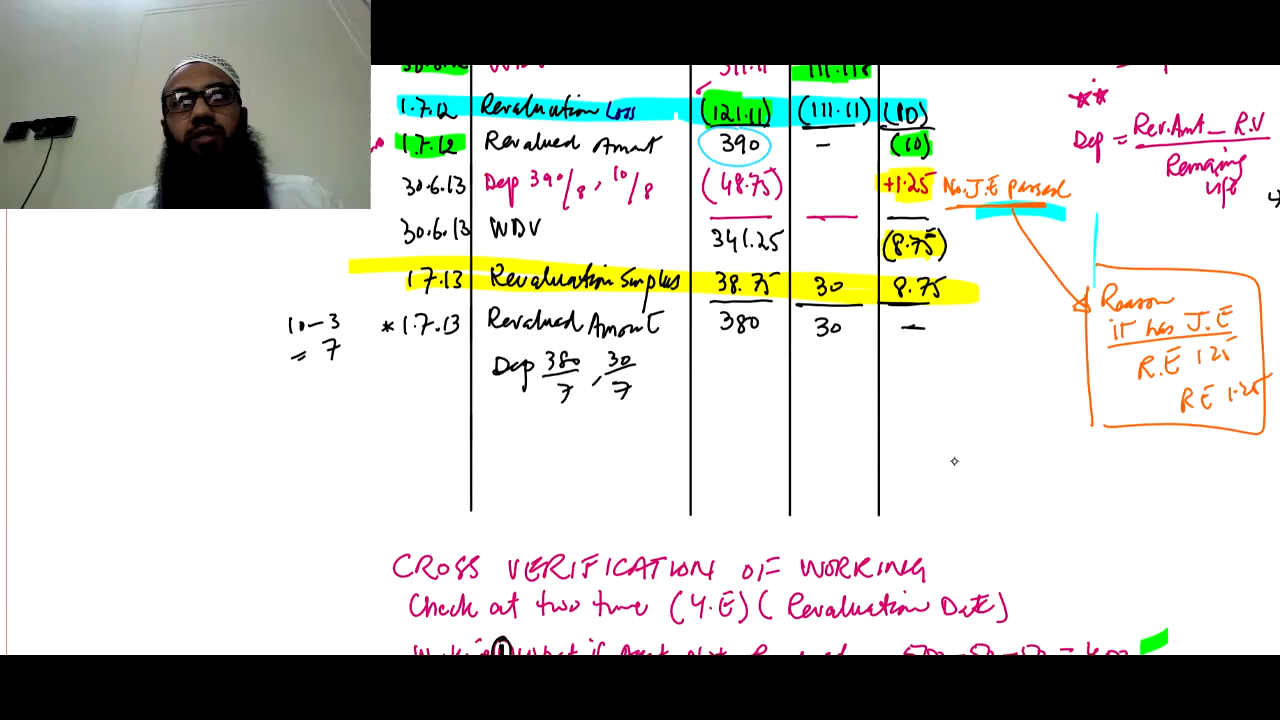 1.7.12 Revaluation Loss (121.11) (111.11) (10)
1.7.12 Revalued Amount 390 - (10)
30.6.13 Dep 390/8, 10/8 (48.75) +1.25 No J.E passed
30.6.13 WDV 341.25 (8.75)
1.7.13 Revaluation Surplus 38.75 30 8.75
* 1.7.13 Revalued Amount 380 30 -
Dep 380/7, 30/7
10-3
= 7
**
Dep = Rev.Amt - R.V
Remaining
life
Reason
it has J.E
R.E 1.25
R.E 1.25
CROSS VERIFICATION OF WORKING
Check at two time (Y.E) ( Revaluation Date)